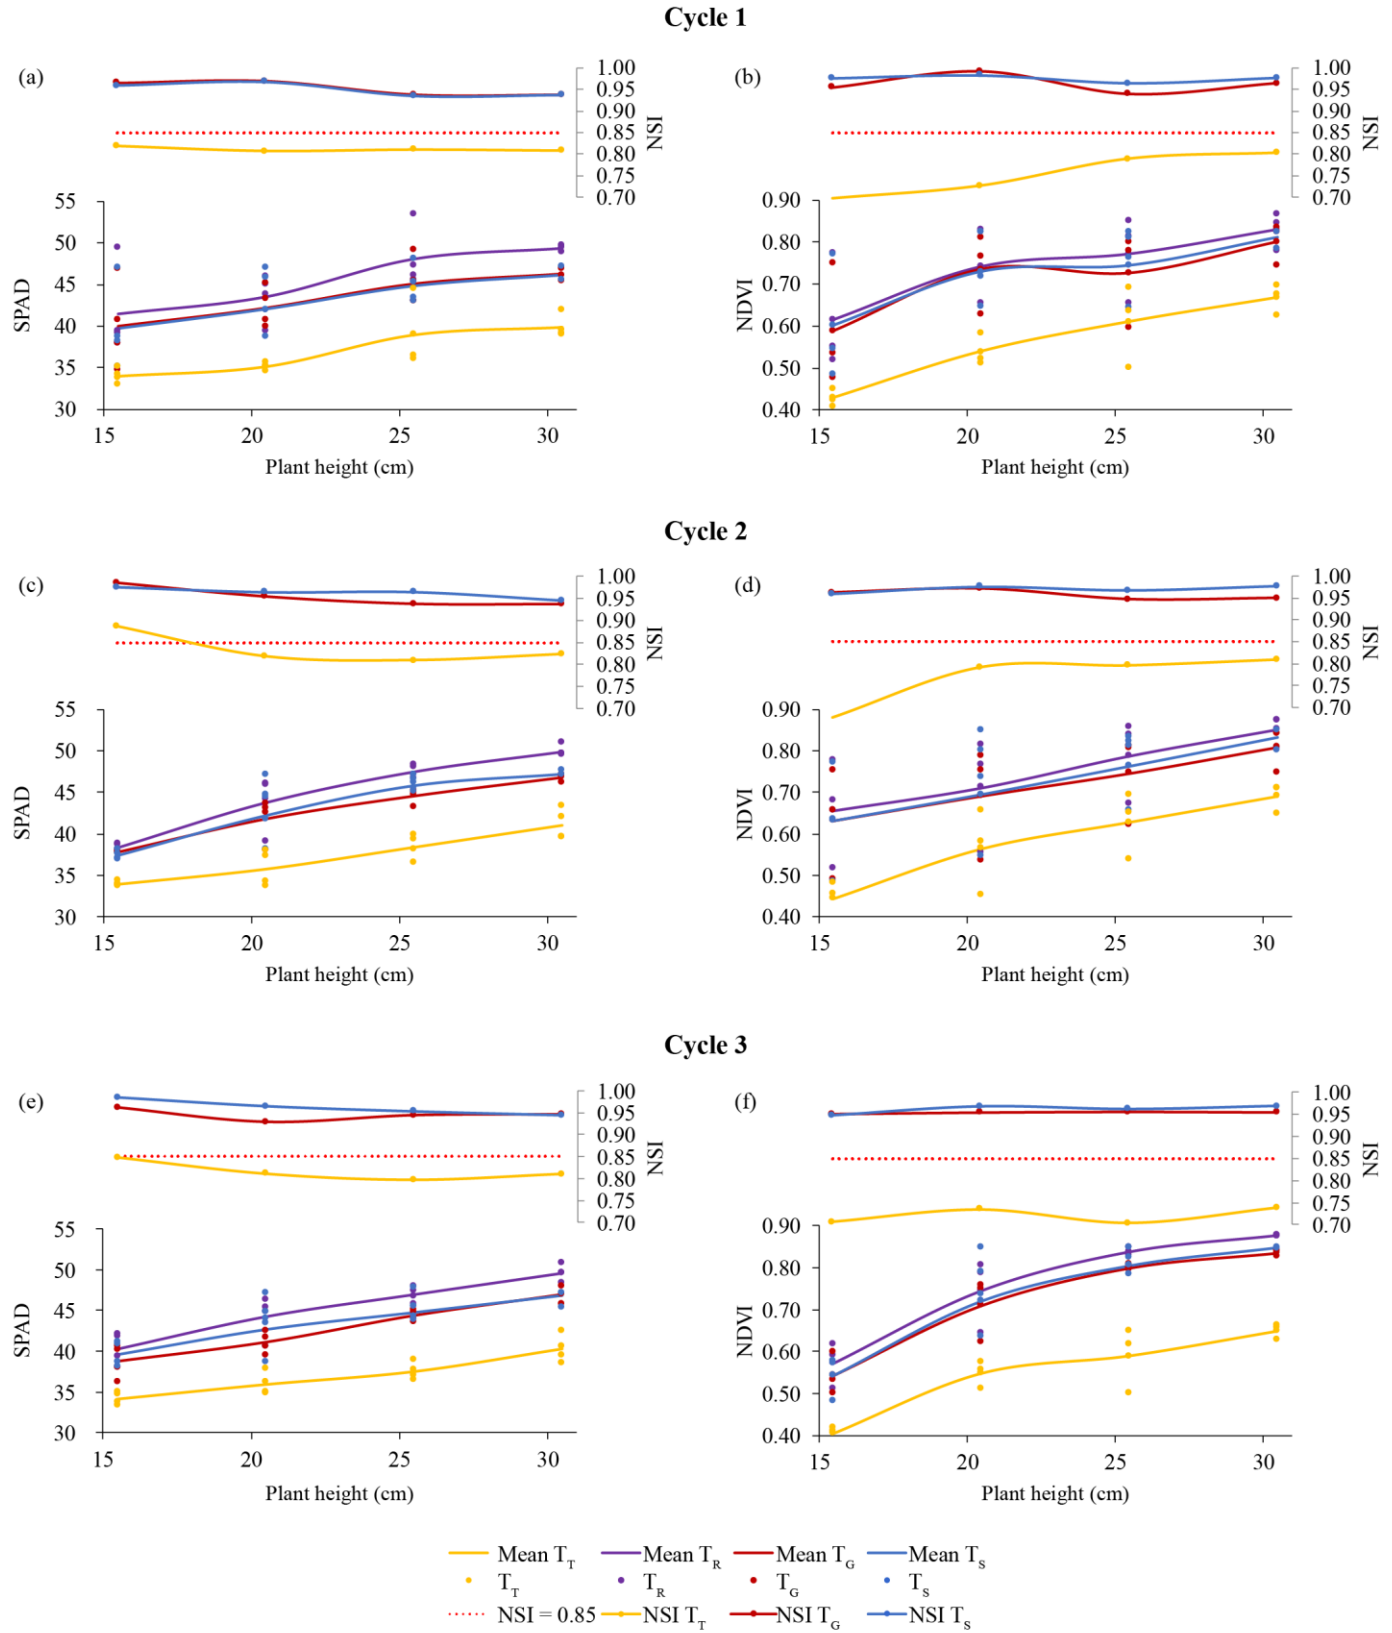 Cycle 1
(a)
1.00
0.95
0.90
0.85
0.80
0.75
0.70
NSI
55
50
45
40
35
30
SPAD
15 20 25 30
Plant height (cm)
(b)
1.00
0.95
0.90
0.85
0.80
0.75
0.70
NSI
0.90
0.80
0.70
0.60
0.50
0.40
NDVI
15 20 25 30
Plant height (cm)
Cycle 2
(c)
1.00
0.95
0.90
0.85
0.80
0.75
0.70
NSI
55
50
45
40
35
30
SPAD
15 20 25 30
Plant height (cm)
(d)
1.00
0.95
0.90
0.85
0.80
0.75
0.70
NSI
0.90
0.80
0.70
0.60
0.50
0.40
NDVI
15 20 25 30
Plant height (cm)
Cycle 3
(e)
1.00
0.95
0.90
0.85
0.80
0.75
0.70
NSI
55
50
45
40
35
30
SPAD
15 20 25 30
Plant height (cm)
(f)
1.00
0.95
0.90
0.85
0.80
0.75
0.70
NSI
0.90
0.80
0.70
0.60
0.50
0.40
NDVI
15 20 25 30
Plant height (cm)
Mean T_T Mean T_R Mean T_G Mean T_S
T_T T_R T_G T_S
NSI = 0.85 NSI T_T NSI T_G NSI T_S